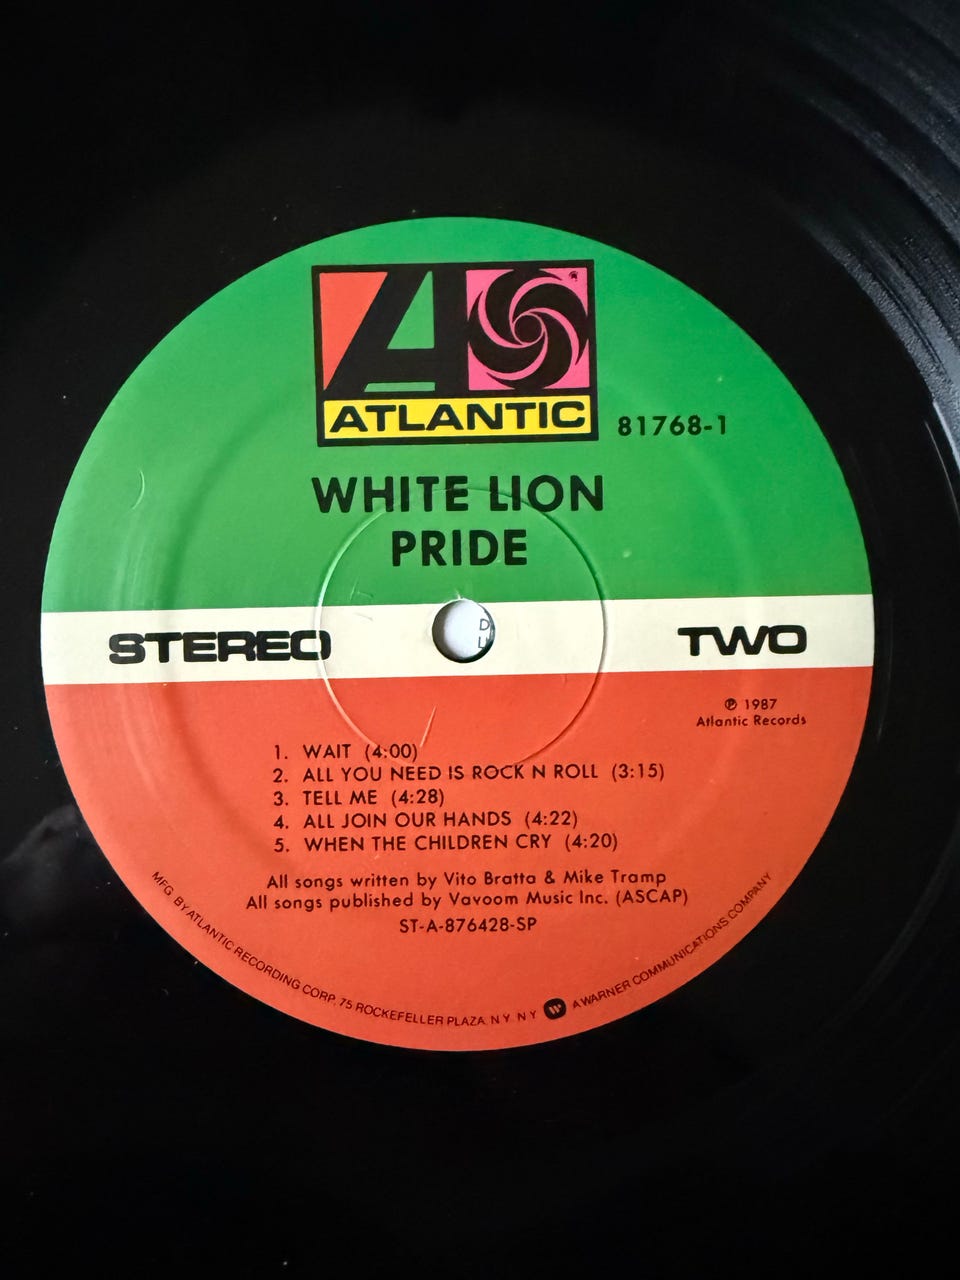 ATLANTIC
81768-1
WHITE LION
PRIDE
STEREO
TWO
℗ 1987
Atlantic Records
1. WAIT (4:00)
2. ALL YOU NEED IS ROCK N ROLL (3:15)
3. TELL ME (4:28)
4. ALL JOIN OUR HANDS (4:22)
5. WHEN THE CHILDREN CRY (4:20)
All songs written by Vito Bratta & Mike Tramp
All songs published by Vavoom Music Inc. (ASCAP)
ST-A-876428-SP
MFG BY ATLANTIC RECORDING CORP, 75 ROCKEFELLER PLAZA N Y N Y A WARNER COMMUNICATIONS COMPANY